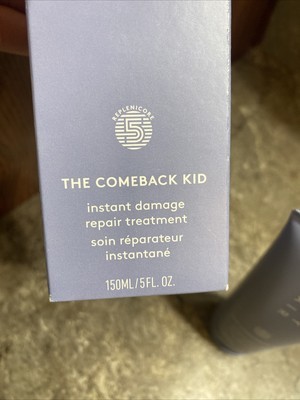 REPLENICORE
5
THE COMEBACK KID
instant damage
repair treatment
soin réparateur
instantané
150ML/5FL. OZ.